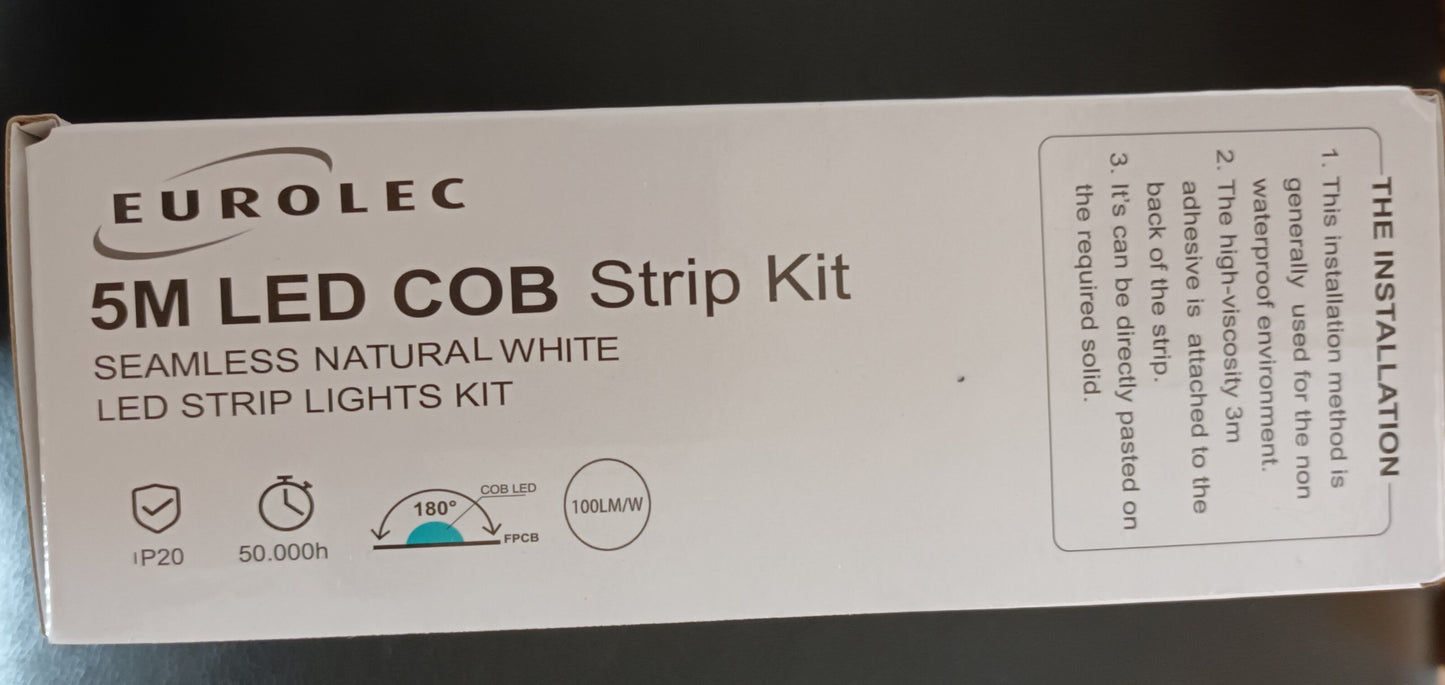 EUROLEC
5M LED COB Strip Kit
SEAMLESS NATURAL WHITE
LED STRIP LIGHTS KIT
IP20
50.000h
180°
COB LED
FPCB
100LM/W
THE INSTALLATION
1. This installation method is
generally used for the non
waterproof environment.
2. The high-viscosity 3m
adhesive is attached to the
back of the strip.
3. It's can be directly pasted on
the required solid.